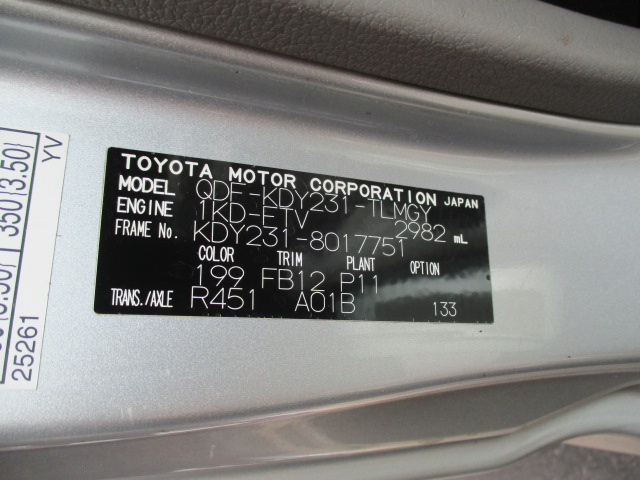 TOYOTA MOTOR CORPORATION JAPAN
MODEL QDF-KDY231-TLMGY
ENGINE 1KD-FTV 2982 mL
FRAME No. KDY231-8017751
COLOR TRIM PLANT OPTION
199 FB12 P11
TRANS./AXLE R451 A01B 133
350 (3.50)
YV
25261